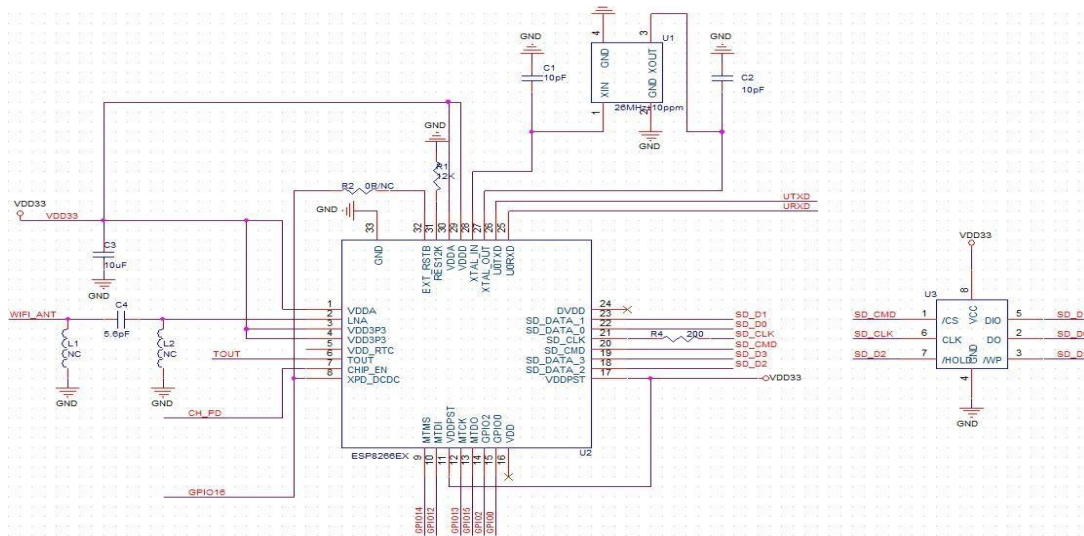 GND
4
3
U1
GND
GND
C1
10pF
GND XOUT
XIN GND
C2
10pF
26MHz±10ppm
1
2
GND
GND
R1
12K
R2 0R/NC
UTXD
URXD
VDD33
VDD33
GND
33
32
31
30
29
28
27
26
25
GND
EXT_RSTB
RES12K
VDDA
VDDD
XTAL_IN
XTAL_OUT
U0TXD
U0RXD
C3
10uF
GND
WIFI_ANT
C4
5.6pF
L1
NC
L2
NC
GND
GND
TOUT
CH_PD
GPIO16
1 VDDA
2 LNA
3 VDD3P3
4 VDD3P3
5 VDD_RTC
6 TOUT
7 CHIP_EN
8 XPD_DCDC
DVDD 24
SD_DATA_1 23 SD_D1
SD_DATA_0 22 SD_D0
SD_CLK 21 R4 200 SD_CLK
SD_CMD 20 SD_CMD
SD_DATA_3 19 SD_D3
SD_DATA_2 18 SD_D2
VDDPST 17 VDD33
MTMS
MTDI
VDDPST
MTCK
MTDO
GPIO2
GPIO0
VDD
ESP8266EX
U2
9
10
11
12
13
14
15
16
GPIO14
GPIO12
GPIO13
GPIO15
GPIO2
GPIO0
VDD33
8
U3
VCC
SD_CMD 1 /CS DIO 5
SD_CLK 6 CLK DO 2
SD_D2 7 /HOLD GND /WP 3
4
GND